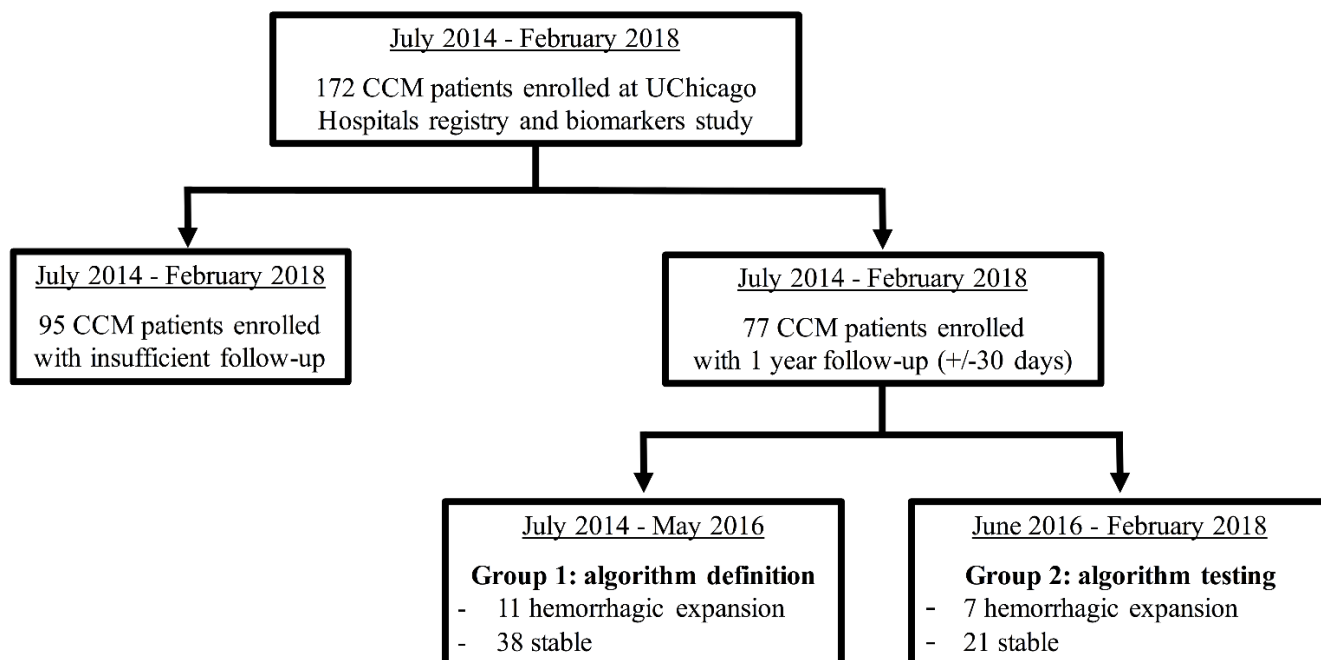 July 2014 - February 2018
172 CCM patients enrolled at UChicago
Hospitals registry and biomarkers study
July 2014 - February 2018
95 CCM patients enrolled
with insufficient follow-up
July 2014 - February 2018
77 CCM patients enrolled
with 1 year follow-up (+/-30 days)
July 2014 - May 2016
Group 1: algorithm definition
- 11 hemorrhagic expansion
- 38 stable
June 2016 - February 2018
Group 2: algorithm testing
- 7 hemorrhagic expansion
- 21 stable